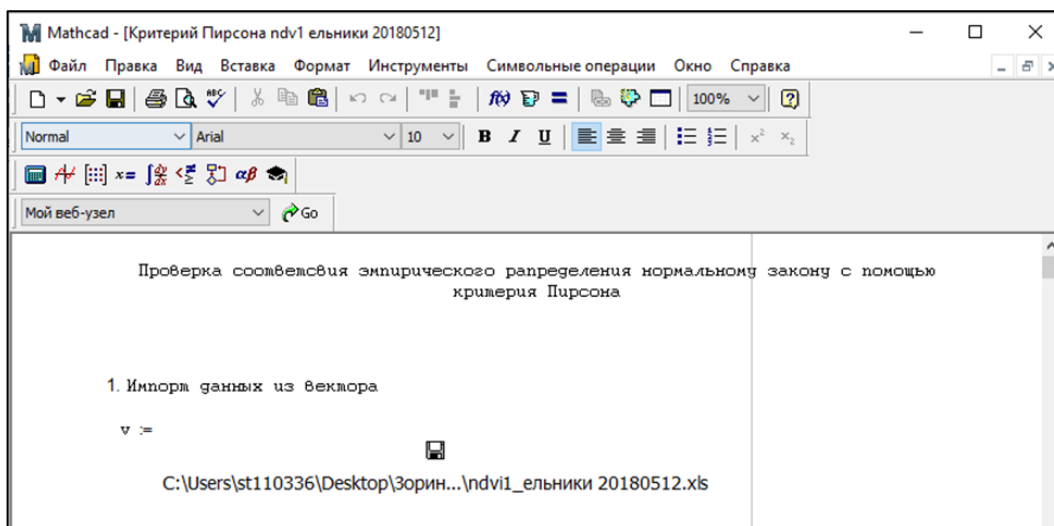 Mathcad - [Критерий Пирсона ndv1 ельники 20180512]
Файл Правка Вид Вставка Формат Инструменты Символьные операции Окно Справка
100%
Normal Arial 10 B I U
Мой веб-узел Go
Проверка сооветсвия эмпирического рапределения нормальному закону с помощью
критерия Пирсона
1. Импорт данных из вектора
v :=
C:\Users\st110336\Desktop\Зорин...\ndvi1_ельники 20180512.xls